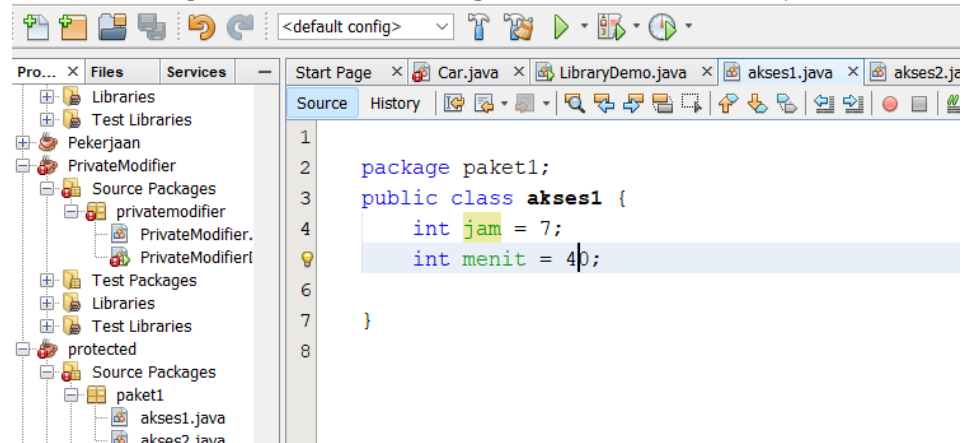 <default config>
Pro... × Files Services
Start Page × Car.java × LibraryDemo.java × akses1.java × akses2.ja
Source History
Libraries
Test Libraries
Pekerjaan
PrivateModifier
Source Packages
privatemodifier
PrivateModifier.
PrivateModifierD
Test Packages
Libraries
Test Libraries
protected
Source Packages
paket1
akses1.java
akses2.java
1
2 package paket1;
3 public class akses1 {
4 int jam = 7;
int menit = 40;
6
7 }
8